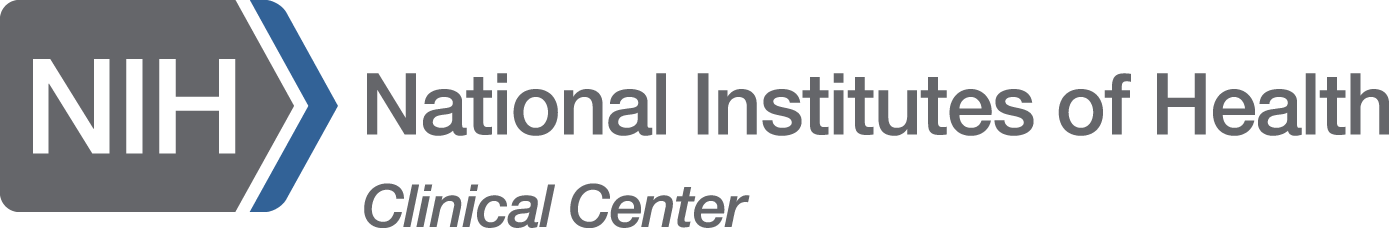 NIH
National Institutes of Health
Clinical Center